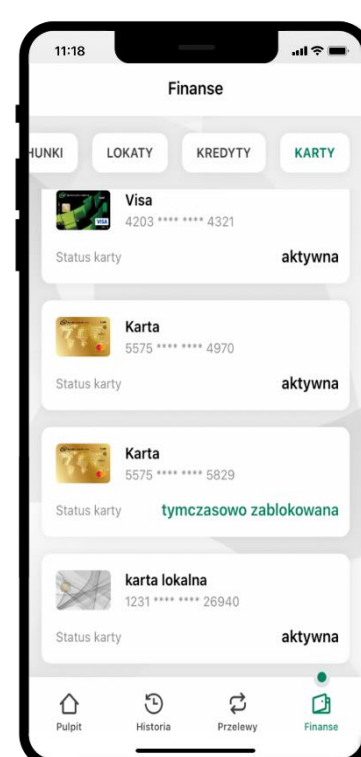 11:18
Finanse
HUNKI LOKATY KREDYTY KARTY
Visa
4203 **** **** 4321
VISA
Status karty aktywna
Karta
5575 **** **** 4970
Status karty aktywna
Karta
5575 **** **** 5829
Status karty tymczasowo zablokowana
karta lokalna
1231 **** **** 26940
Status karty aktywna
Pulpit Historia Przelewy Finanse